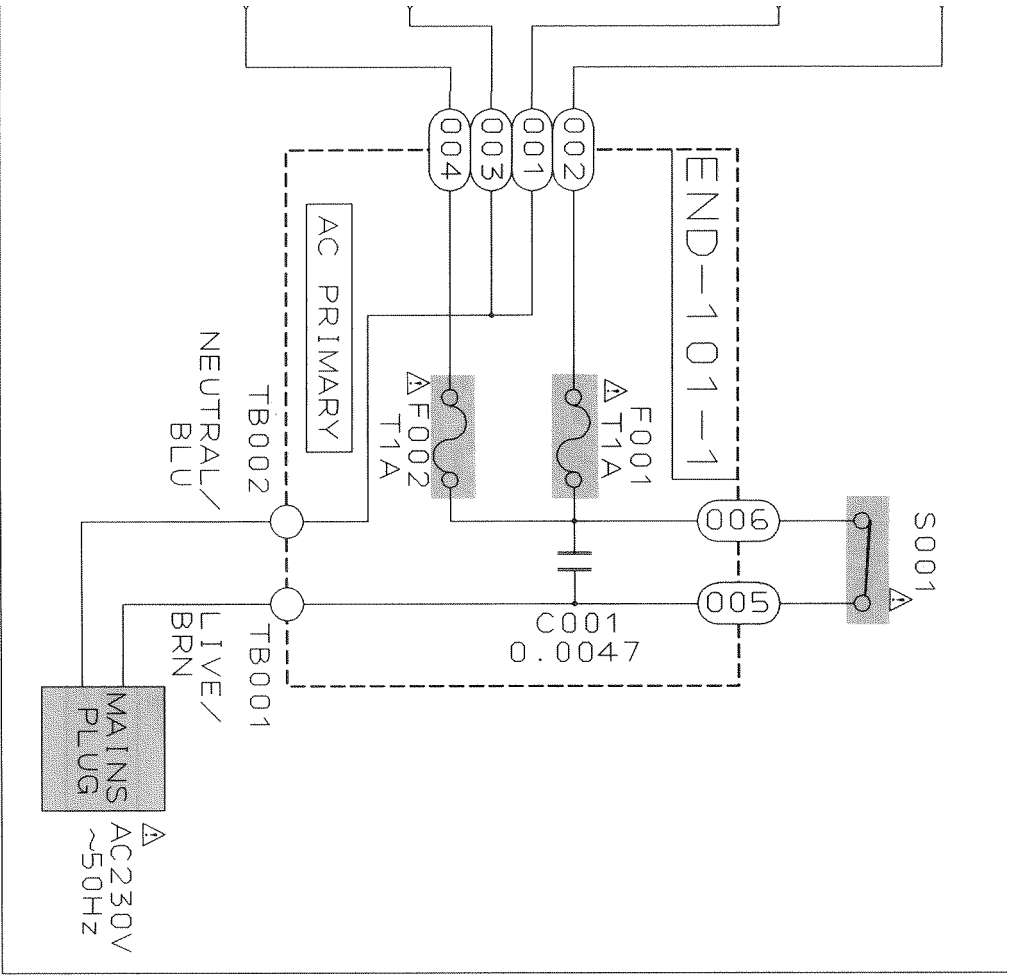 004
003
001
002
END-101-1
AC PRIMARY
F001
T1A
F002
T1A
006
005
S001
C001
0.0047
TB002
NEUTRAL/
BLU
TB001
LIVE/
BRN
MAINS
PLUG
AC230V
~50Hz